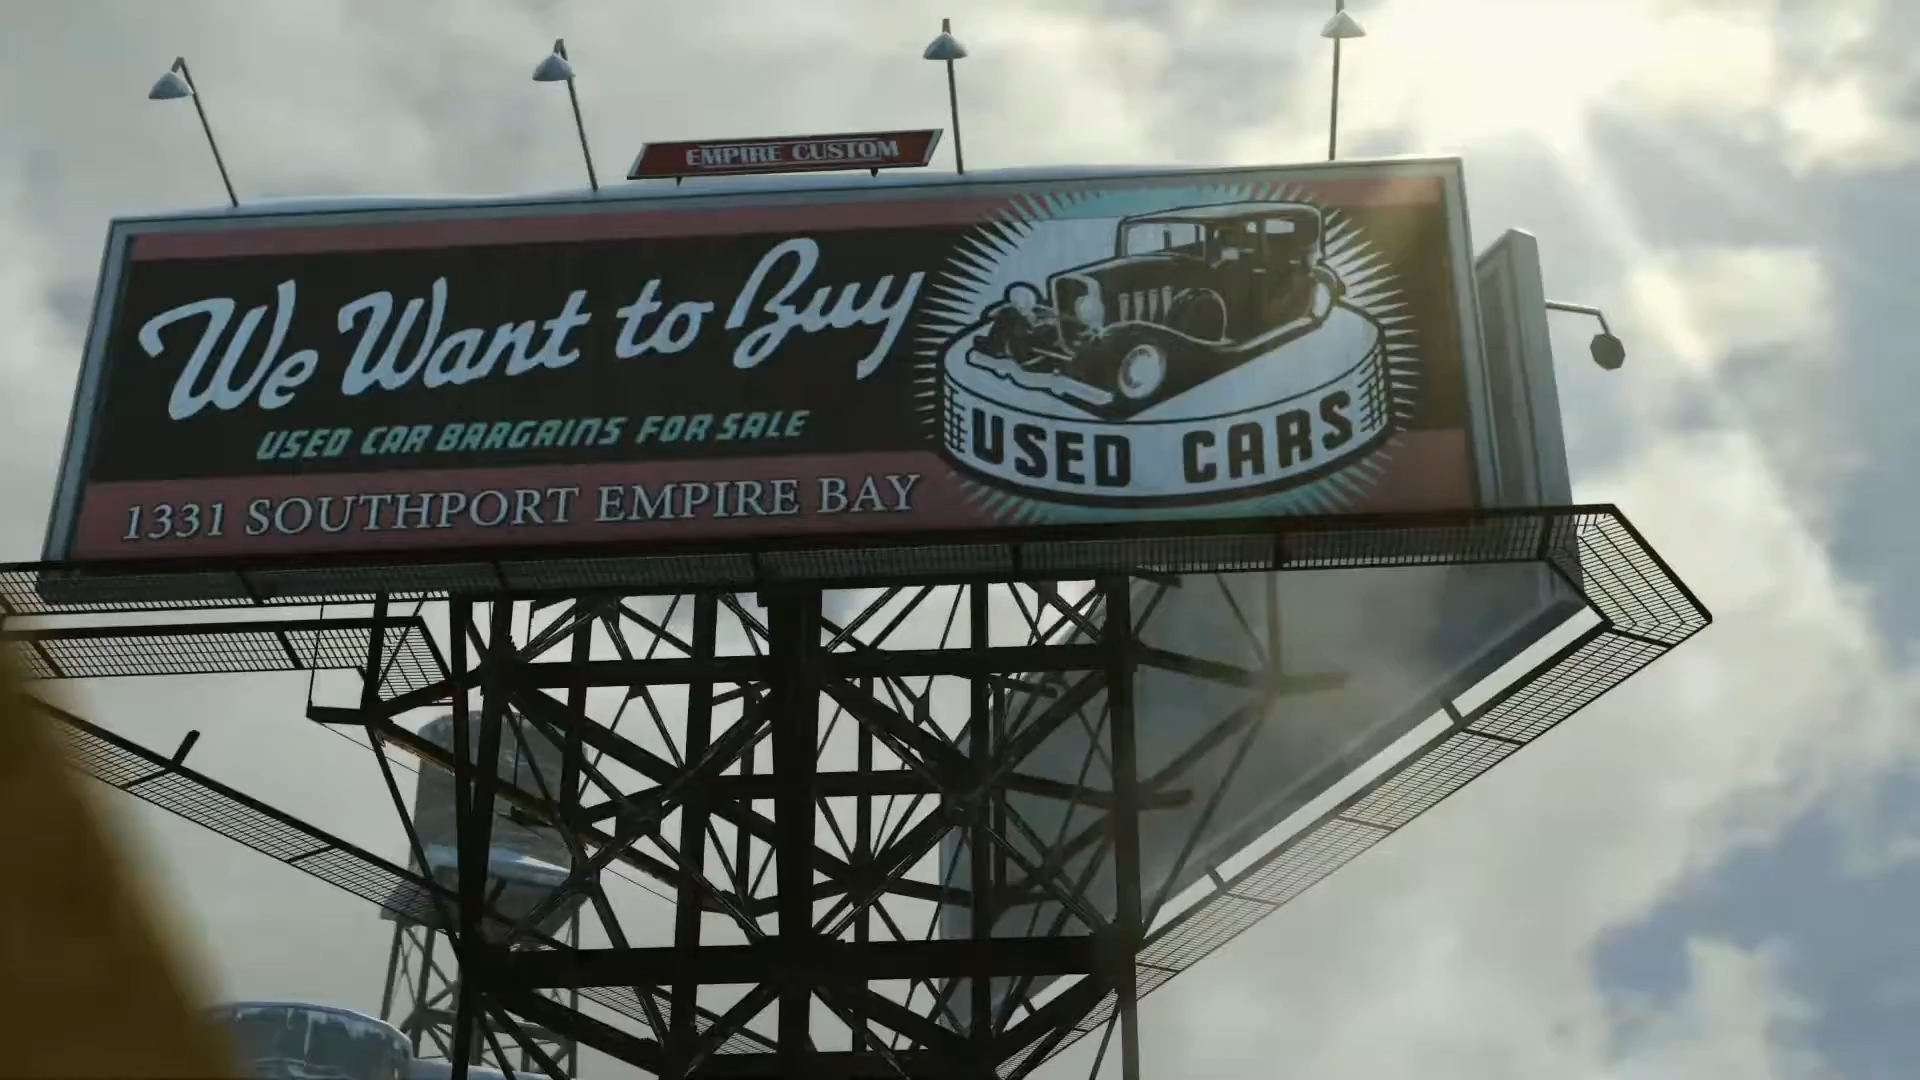 EMPIRE CUSTOM
We Want to Buy
USED CAR BARGAINS FOR SALE
1331 SOUTHPORT EMPIRE BAY
USED CARS